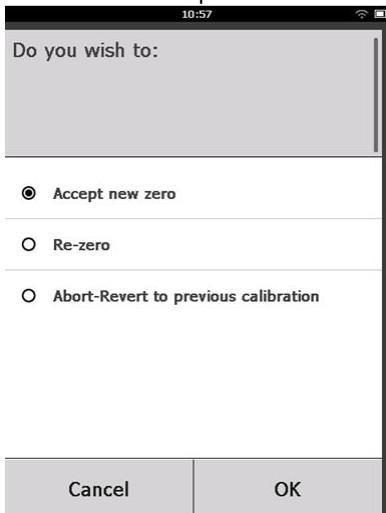 10:57
Do you wish to:
Accept new zero
Re-zero
Abort-Revert to previous calibration
Cancel
OK